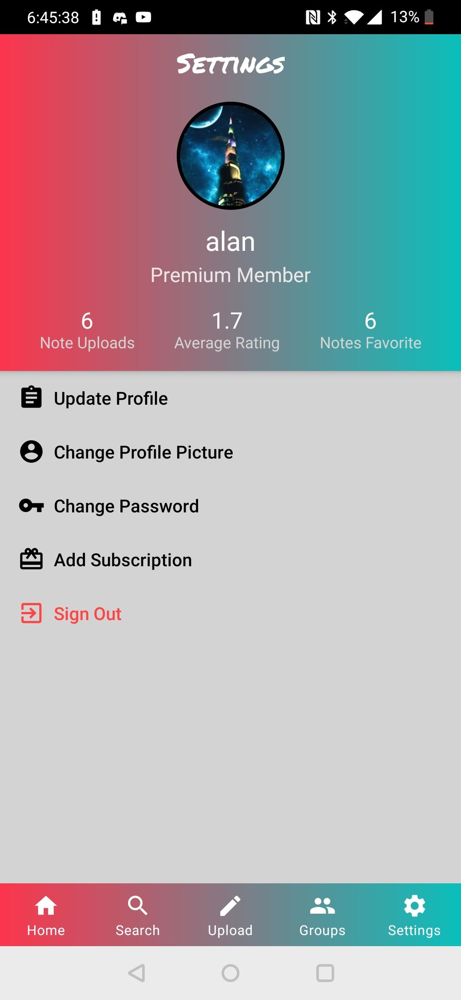 6:45:38 13%
Settings
alan
Premium Member
6 1.7 6
Note Uploads Average Rating Notes Favorite
Update Profile
Change Profile Picture
Change Password
Add Subscription
Sign Out
Home Search Upload Groups Settings